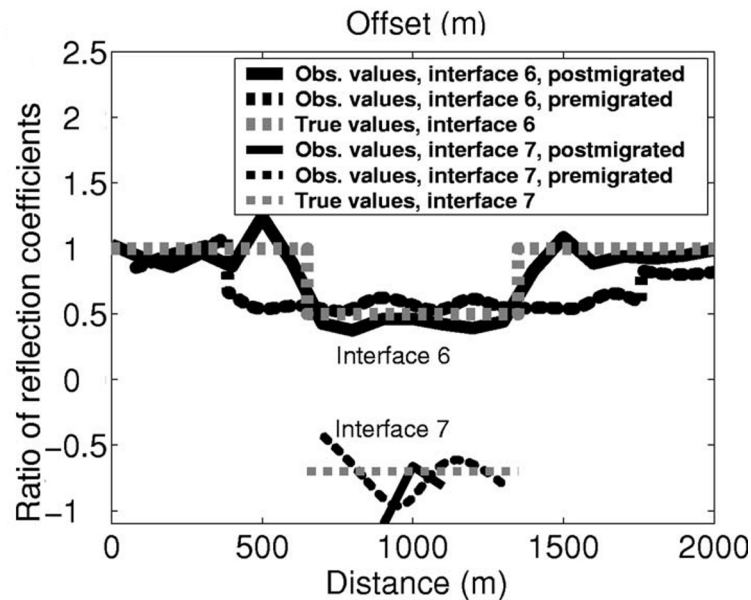 Offset (m)
2.5
2
1.5
1
0.5
0
−0.5
−1
Ratio of reflection coefficients
Obs. values, interface 6, postmigrated
Obs. values, interface 6, premigrated
True values, interface 6
Obs. values, interface 7, postmigrated
Obs. values, interface 7, premigrated
True values, interface 7
Interface 6
Interface 7
0 500 1000 1500 2000
Distance (m)